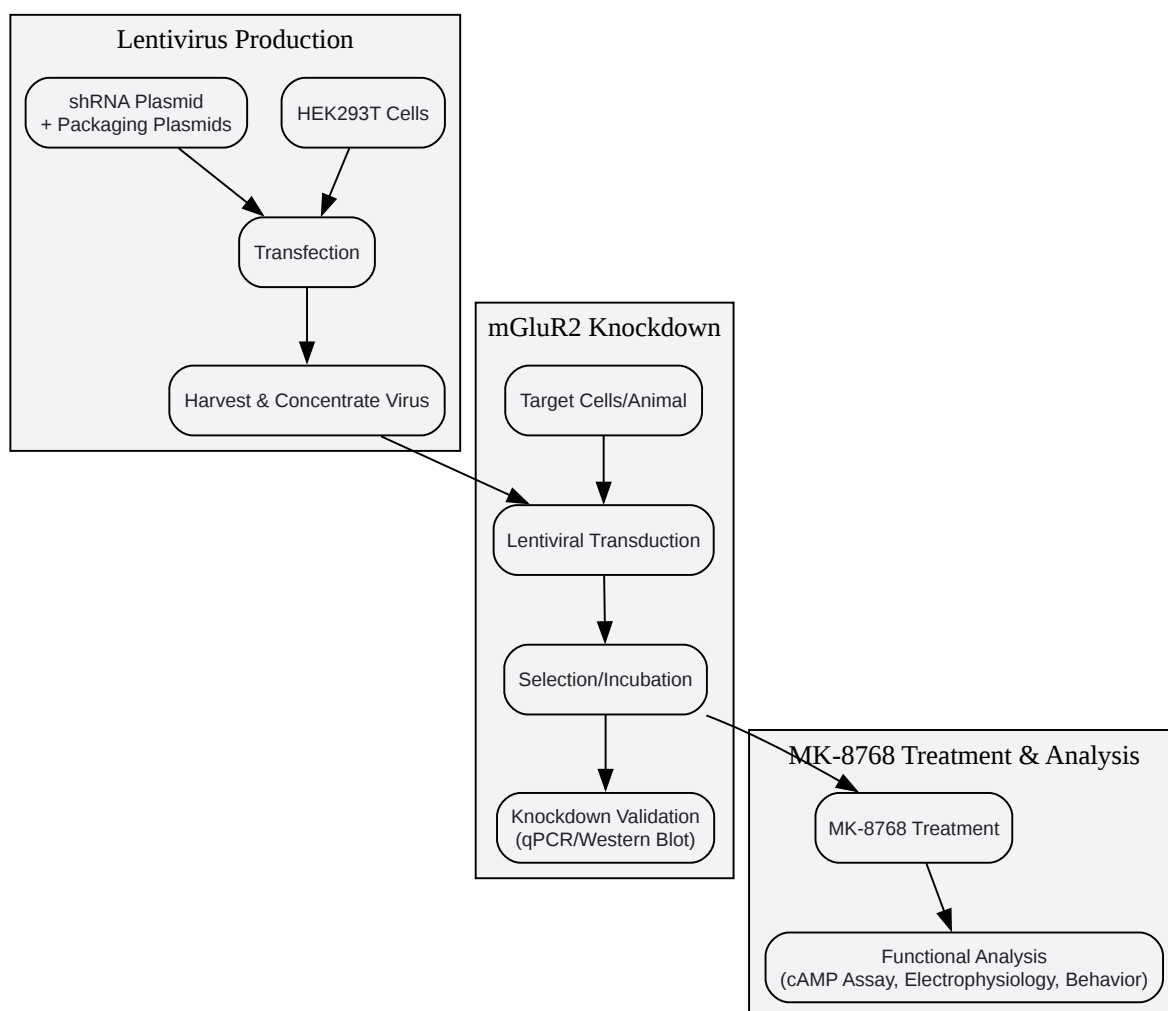 Lentivirus Production
shRNA Plasmid
+ Packaging Plasmids
HEK293T Cells
Transfection
Harvest & Concentrate Virus
mGluR2 Knockdown
Target Cells/Animal
Lentiviral Transduction
Selection/Incubation
Knockdown Validation
(qPCR/Western Blot)
MK-8768 Treatment & Analysis
MK-8768 Treatment
Functional Analysis
(cAMP Assay, Electrophysiology, Behavior)